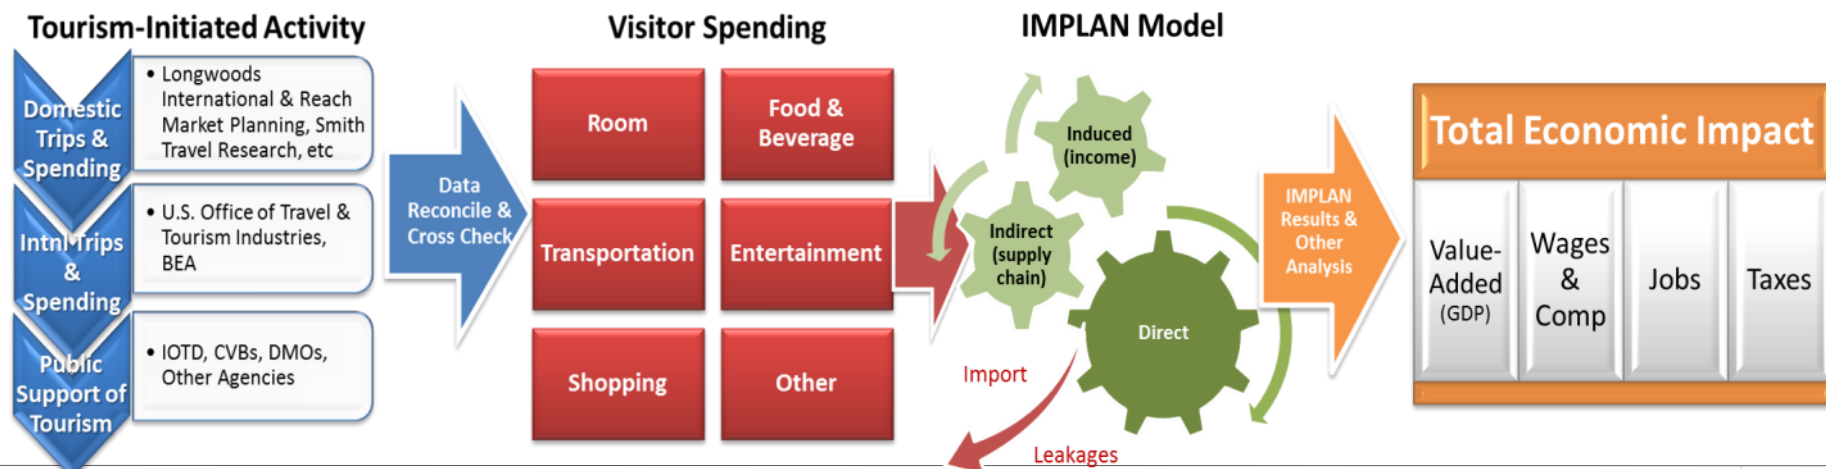 Tourism-Initiated Activity
Domestic
Trips &
Spending
• Longwoods
International & Reach
Market Planning, Smith
Travel Research, etc
Intnl Trips
&
Spending
• U.S. Office of Travel &
Tourism Industries,
BEA
Public
Support of
Tourism
• IOTD, CVBs, DMOs,
Other Agencies
Data
Reconcile &
Cross Check
Visitor Spending
Room
Food &
Beverage
Transportation
Entertainment
Shopping
Other
IMPLAN Model
Induced
(income)
Indirect
(supply
chain)
Direct
Import
Leakages
IMPLAN
Results &
Other
Analysis
Total Economic Impact
Value-
Added
(GDP)
Wages
&
Comp
Jobs
Taxes